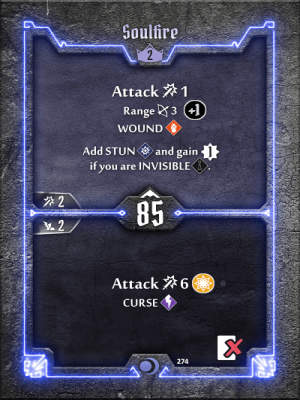 Soulfire
2
Attack 1
Range 3 +1
WOUND
Add STUN and gain 1
if you are INVISIBLE .
2
85
2
Attack 6
CURSE
274